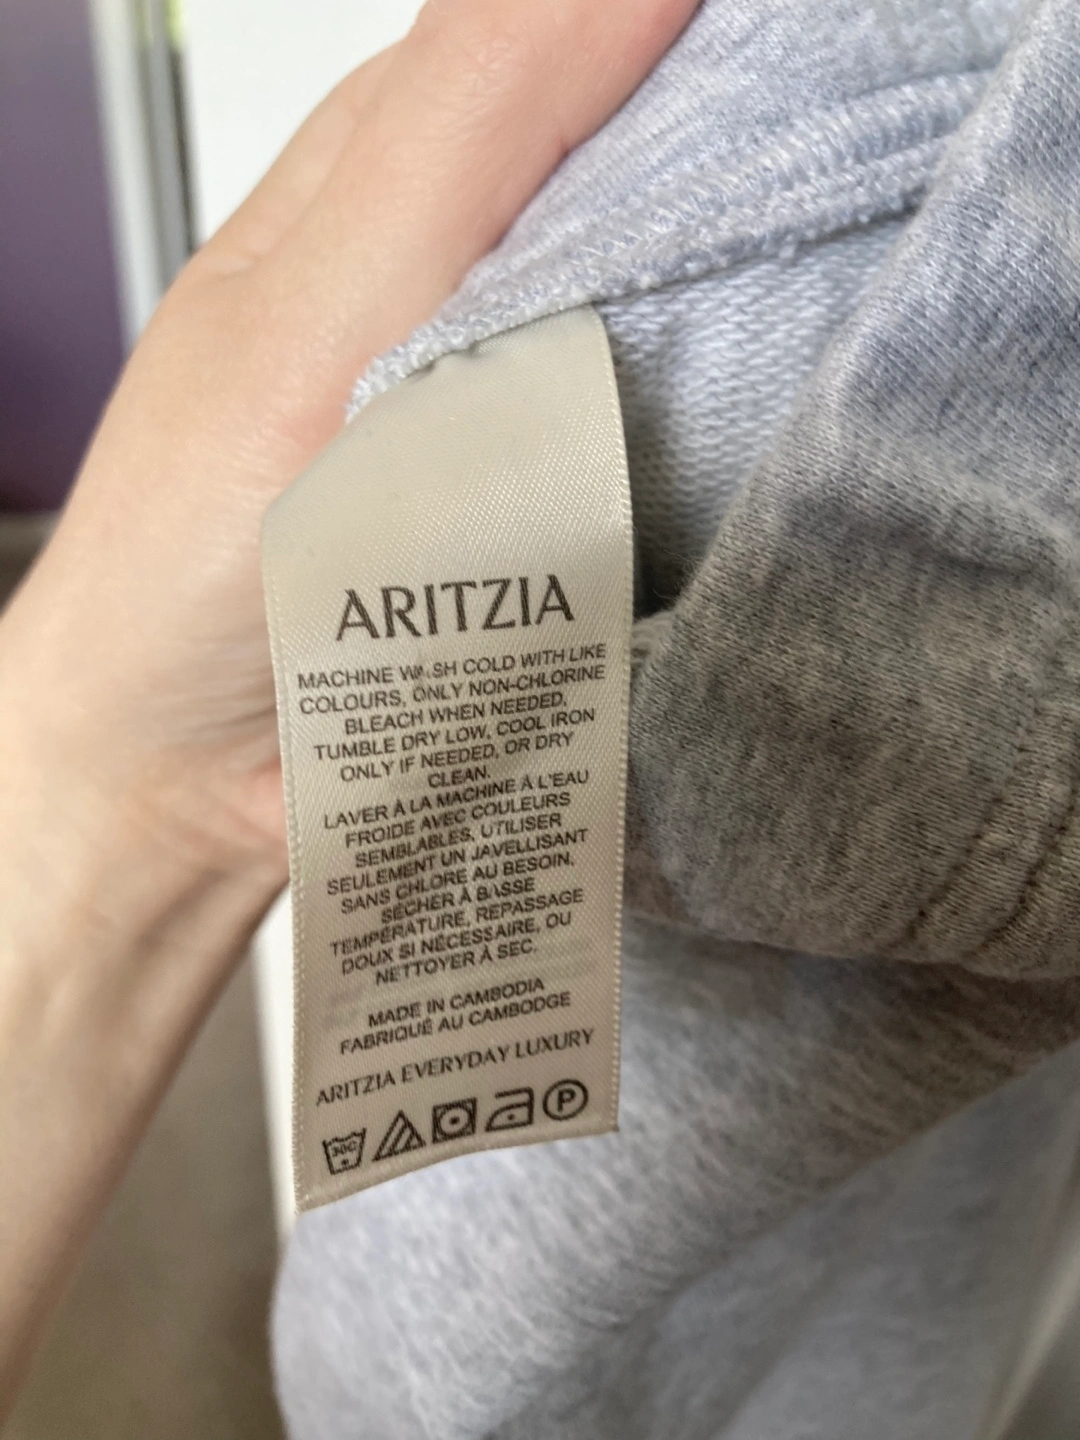 ARITZIA
MACHINE WASH COLD WITH LIKE
COLOURS, ONLY NON-CHLORINE
BLEACH WHEN NEEDED,
TUMBLE DRY LOW, COOL IRON
ONLY IF NEEDED, OR DRY
CLEAN.
LAVER À LA MACHINE À L'EAU
FROIDE AVEC COULEURS
SEMBLABLES, UTILISER
SEULEMENT UN JAVELLISANT
SANS CHLORE AU BESOIN,
SÉCHER À BASSE
TEMPÉRATURE, REPASSAGE
DOUX SI NÉCESSAIRE, OU
NETTOYER À SEC.
MADE IN CAMBODIA
FABRIQUÉ AU CAMBODGE
ARITZIA EVERYDAY LUXURY
30C P